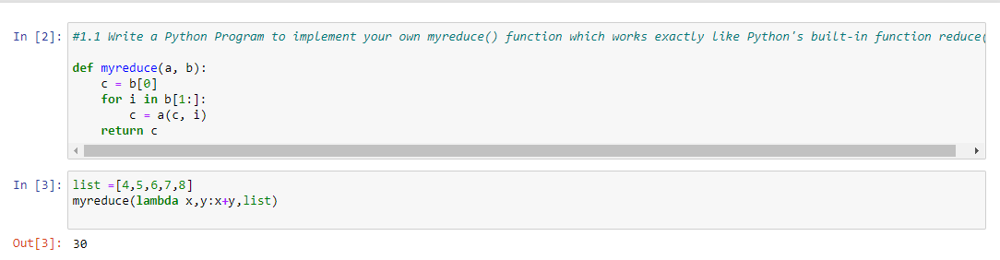 In [2]: #1.1 Write a Python Program to implement your own myreduce() function which works exactly like Python's built-in function reduce(
def myreduce(a, b):
    c = b[0]
    for i in b[1:]:
        c = a(c, i)
    return c
In [3]: list =[4,5,6,7,8]
myreduce(lambda x,y:x+y,list)
Out[3]: 30